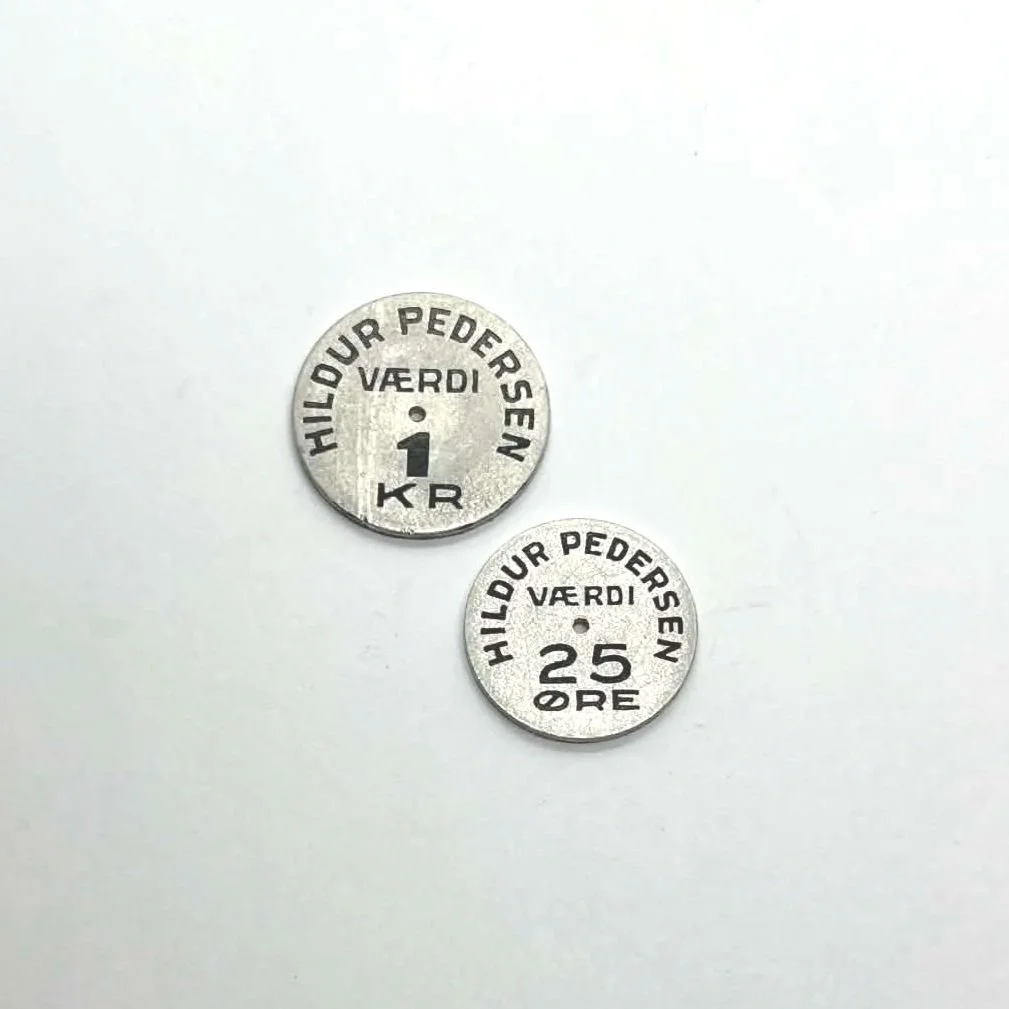 HILDUR PEDERSEN
VÆRDI
1
KR
HILDUR PEDERSEN
VÆRDI
25
ØRE